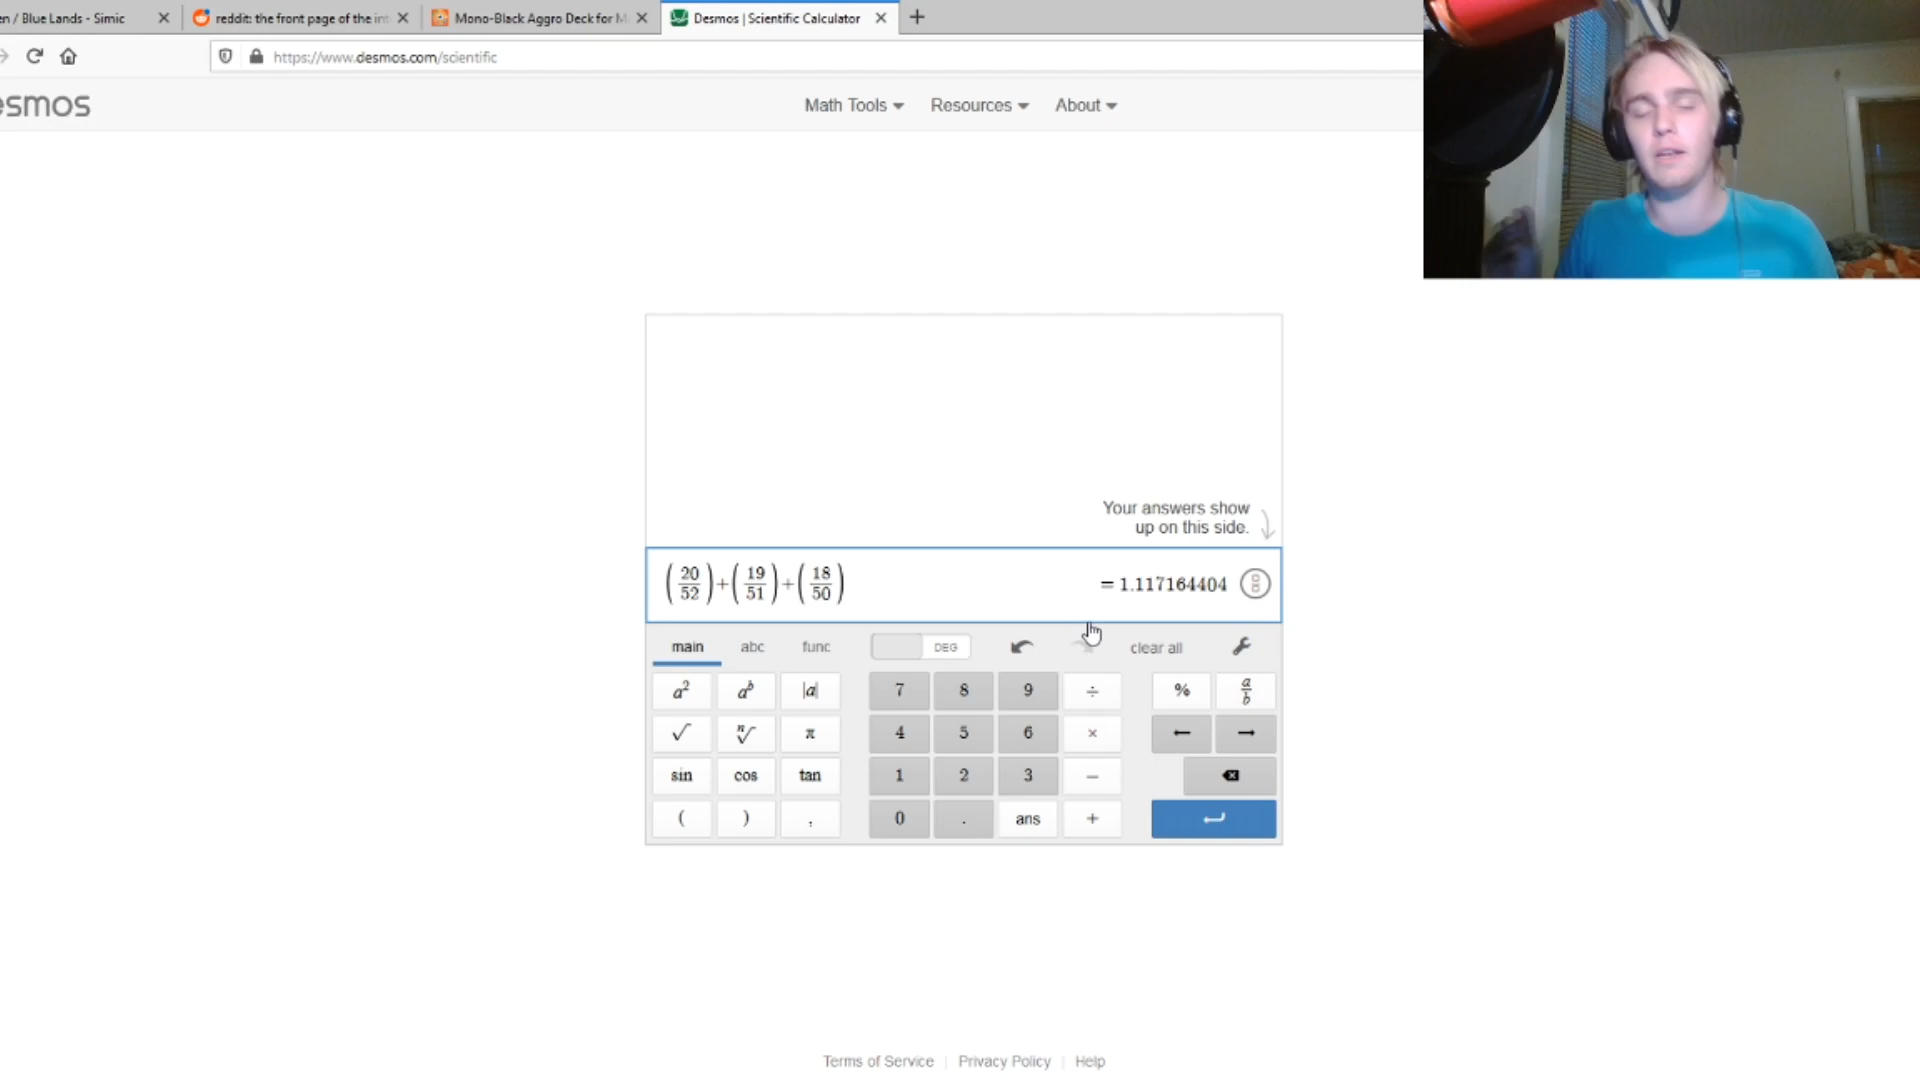 en / Blue Lands - Simic
reddit: the front page of the int
Mono-Black Aggro Deck for M
Desmos | Scientific Calculator
https://www.desmos.com/scientific
esmos
Math Tools
Resources
About
Your answers show
up on this side.
(20/52)+(19/51)+(18/50)
= 1.117164404
main abc func DEG clear all
a² aᵇ |a| 7 8 9 ÷ % a/b
√ ⁿ√ π 4 5 6 × ← →
sin cos tan 1 2 3 −
( ) , 0 . ans +
Terms of Service | Privacy Policy | Help